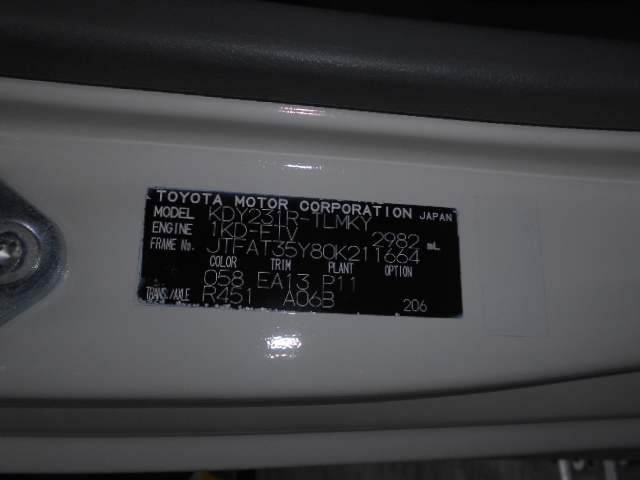 TOYOTA MOTOR CORPORATION JAPAN
MODEL KDY231R-TLMKY
ENGINE 1KD-FTV 2982 mL
FRAME No. JTFAT35Y80K211664
COLOR TRIM PLANT OPTION
058 EA13 P11
TRANS./AXLE R451 A06B
206